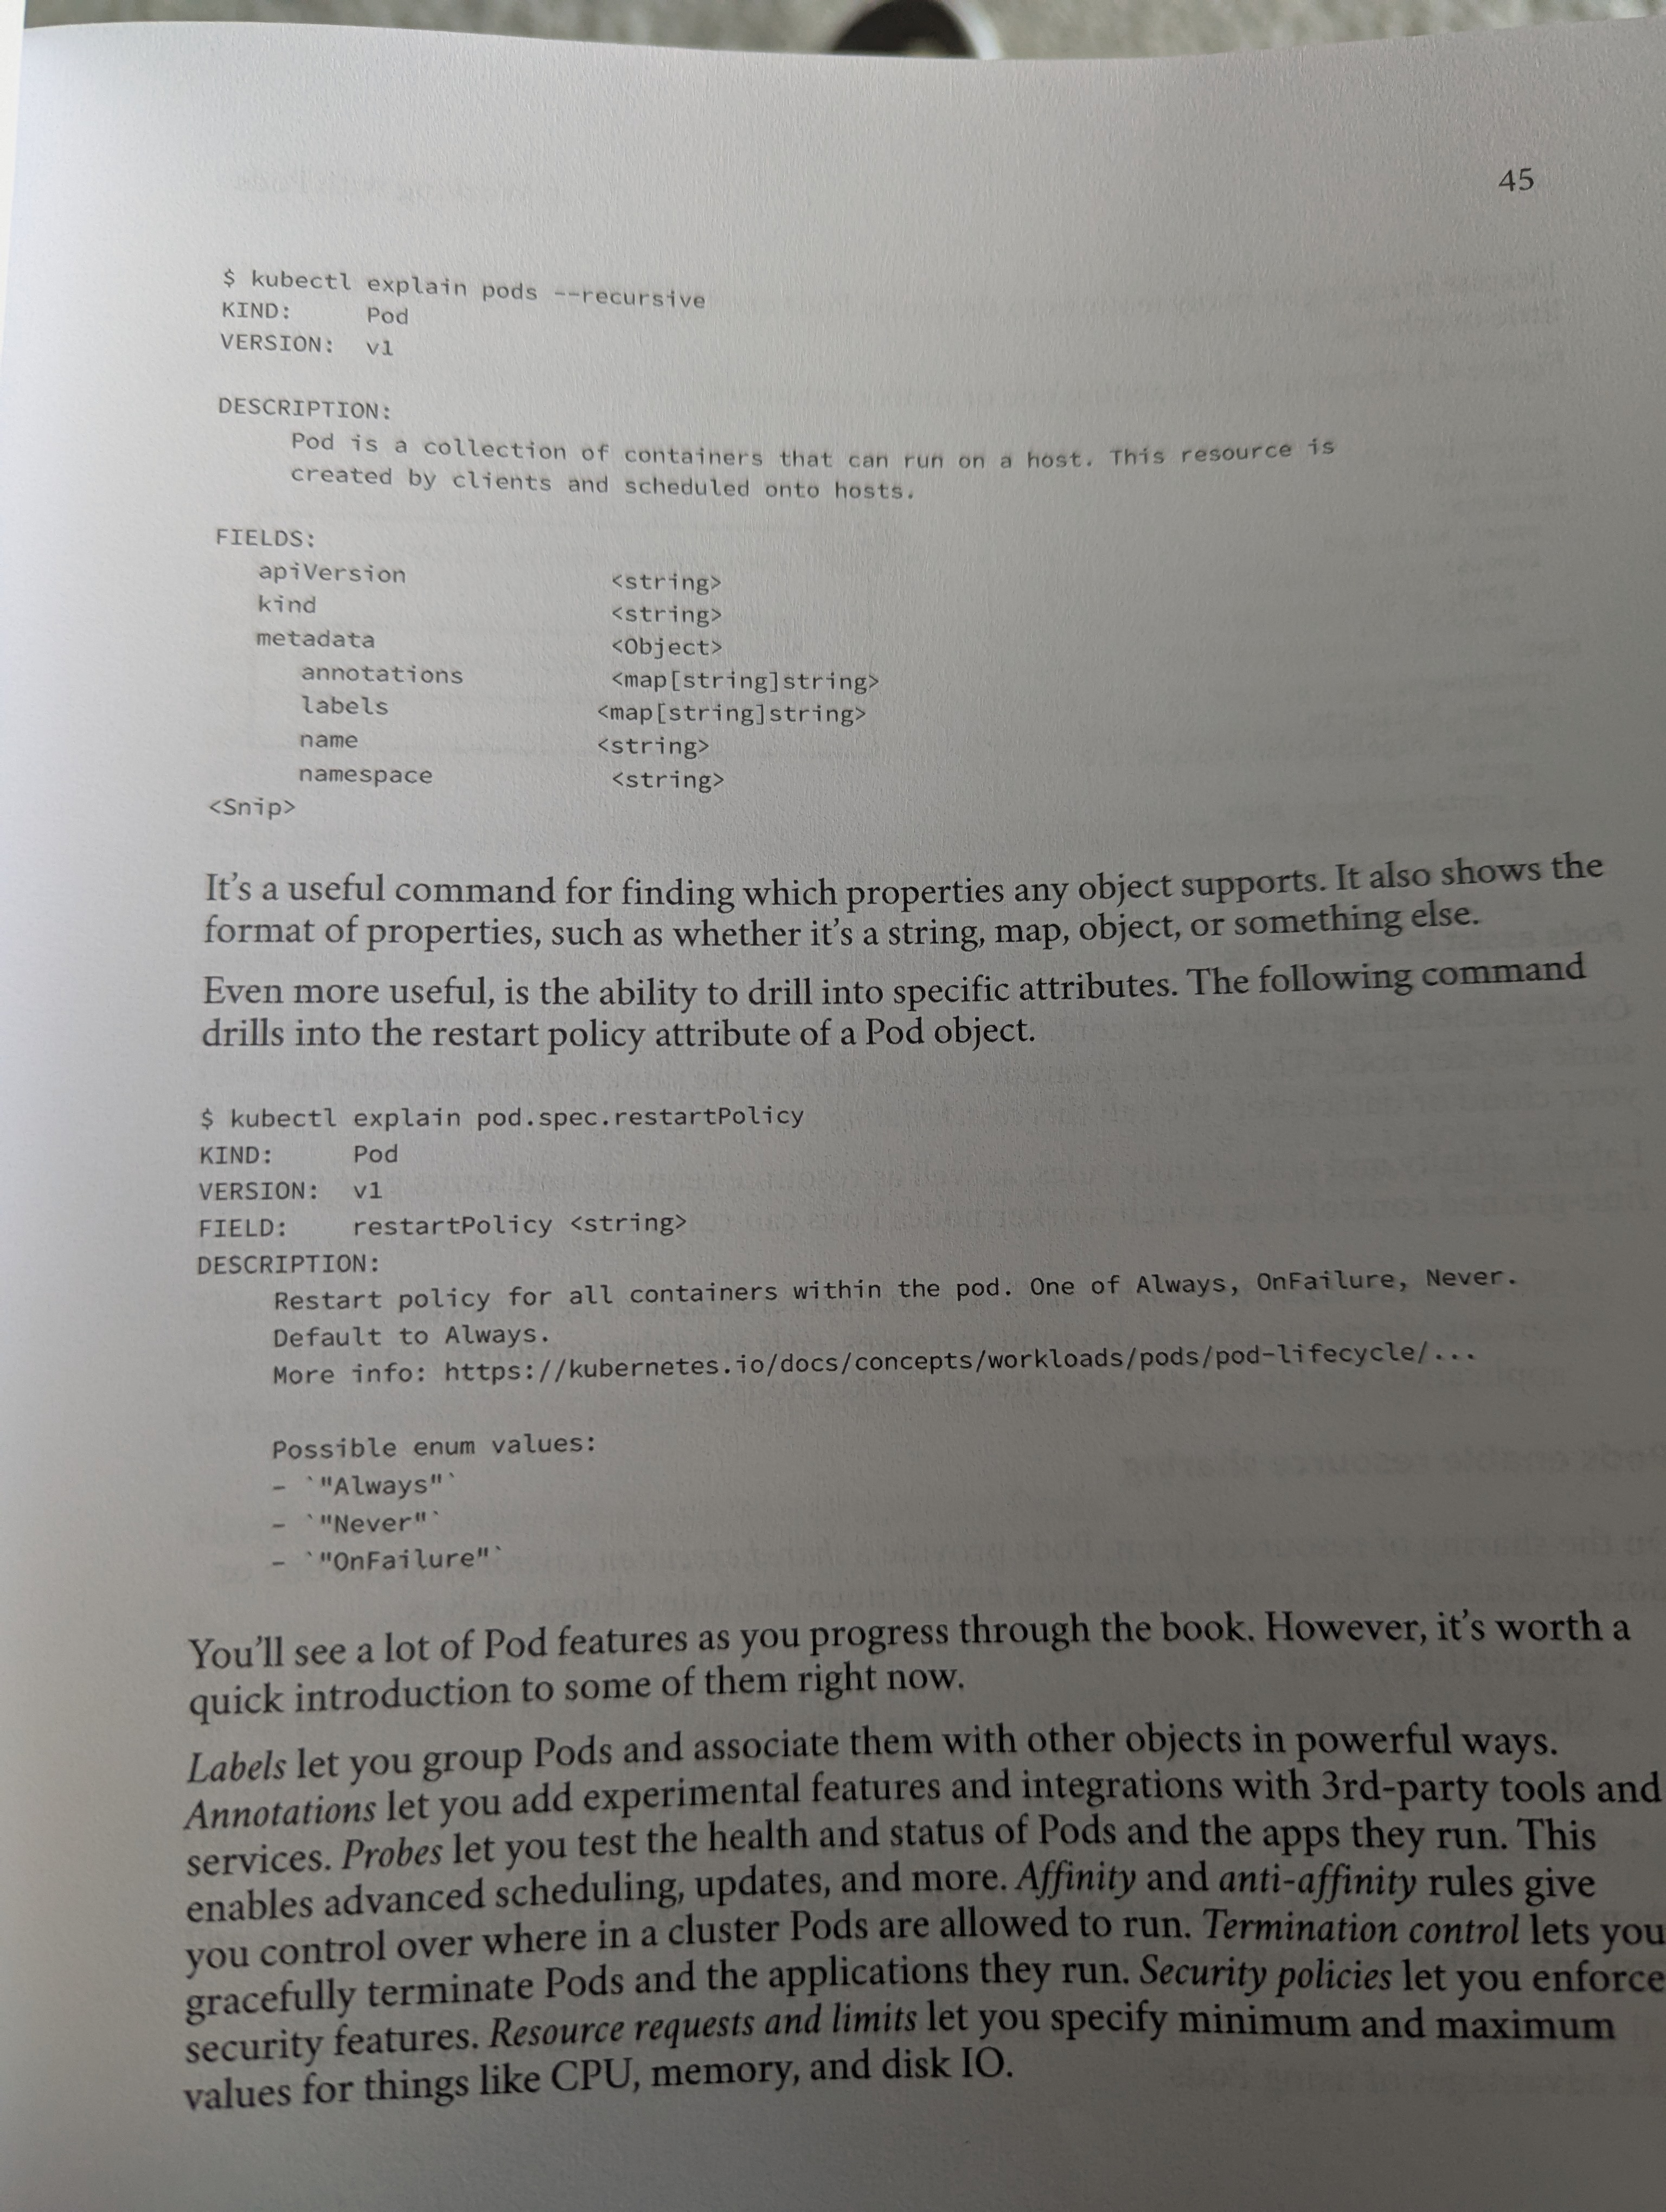 45
$ kubectl explain pods --recursive
KIND:     Pod
VERSION:  v1
DESCRIPTION:
     Pod is a collection of containers that can run on a host. This resource is
     created by clients and scheduled onto hosts.
FIELDS:
   apiVersion              <string>
   kind                    <string>
   metadata                <Object>
      annotations          <map[string]string>
      labels              <map[string]string>
      name                <string>
      namespace            <string>
<Snip>
It's a useful command for finding which properties any object supports. It also shows the
format of properties, such as whether it's a string, map, object, or something else.
Even more useful, is the ability to drill into specific attributes. The following command
drills into the restart policy attribute of a Pod object.
$ kubectl explain pod.spec.restartPolicy
KIND:     Pod
VERSION:  v1
FIELD:    restartPolicy <string>
DESCRIPTION:
     Restart policy for all containers within the pod. One of Always, OnFailure, Never.
     Default to Always.
     More info: https://kubernetes.io/docs/concepts/workloads/pods/pod-lifecycle/...
     Possible enum values:
     - `"Always"`
     - `"Never"`
     - `"OnFailure"`
You'll see a lot of Pod features as you progress through the book. However, it's worth a
quick introduction to some of them right now.
Labels let you group Pods and associate them with other objects in powerful ways.
Annotations let you add experimental features and integrations with 3rd-party tools and
services. Probes let you test the health and status of Pods and the apps they run. This
enables advanced scheduling, updates, and more. Affinity and anti-affinity rules give
you control over where in a cluster Pods are allowed to run. Termination control lets you
gracefully terminate Pods and the applications they run. Security policies let you enforce
security features. Resource requests and limits let you specify minimum and maximum
values for things like CPU, memory, and disk IO.